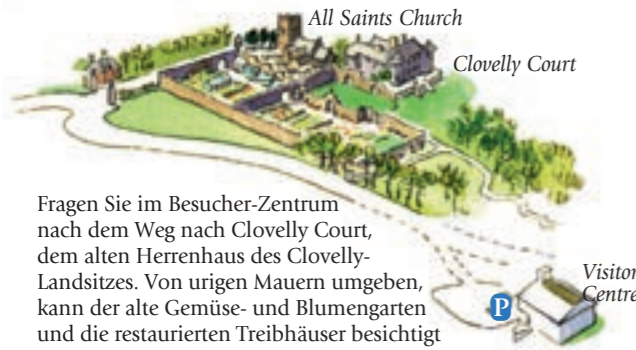 All Saints Church
Clovelly Court
Fragen Sie im Besucher-Zentrum
nach dem Weg nach Clovelly Court,
dem alten Herrenhaus des Clovelly-
Landsitzes. Von urigen Mauern umgeben,
kann der alte Gemüse- und Blumengarten
und die restaurierten Treibhäuser besichtigt
Visitor
Centre
P